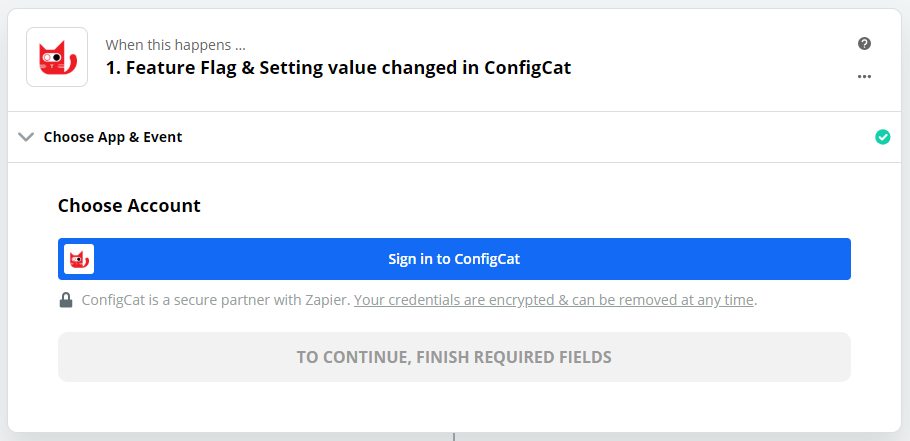 When this happens ...
1. Feature Flag & Setting value changed in ConfigCat
Choose App & Event
Choose Account
Sign in to ConfigCat
ConfigCat is a secure partner with Zapier. Your credentials are encrypted & can be removed at any time.
TO CONTINUE, FINISH REQUIRED FIELDS